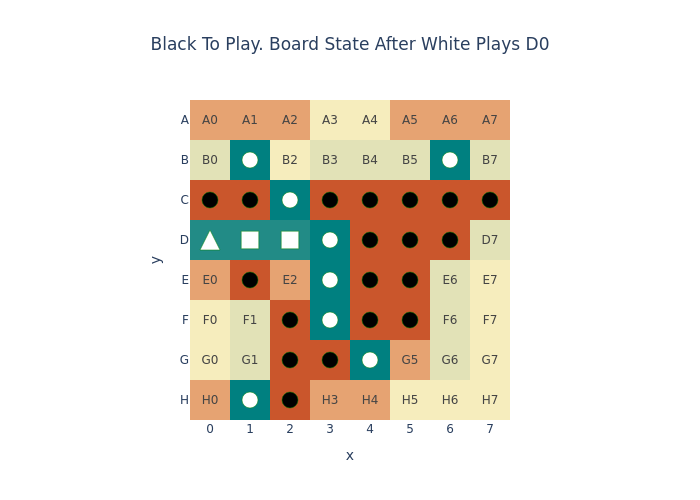 Black To Play. Board State After White Plays D0
A A0 A1 A2 A3 A4 A5 A6 A7
B B0 B2 B3 B4 B5 B7
C
D D7
E E0 E2 E6 E7
F F0 F1 F6 F7
G G0 G1 G5 G6 G7
H H0 H3 H4 H5 H6 H7
0 1 2 3 4 5 6 7
x
y